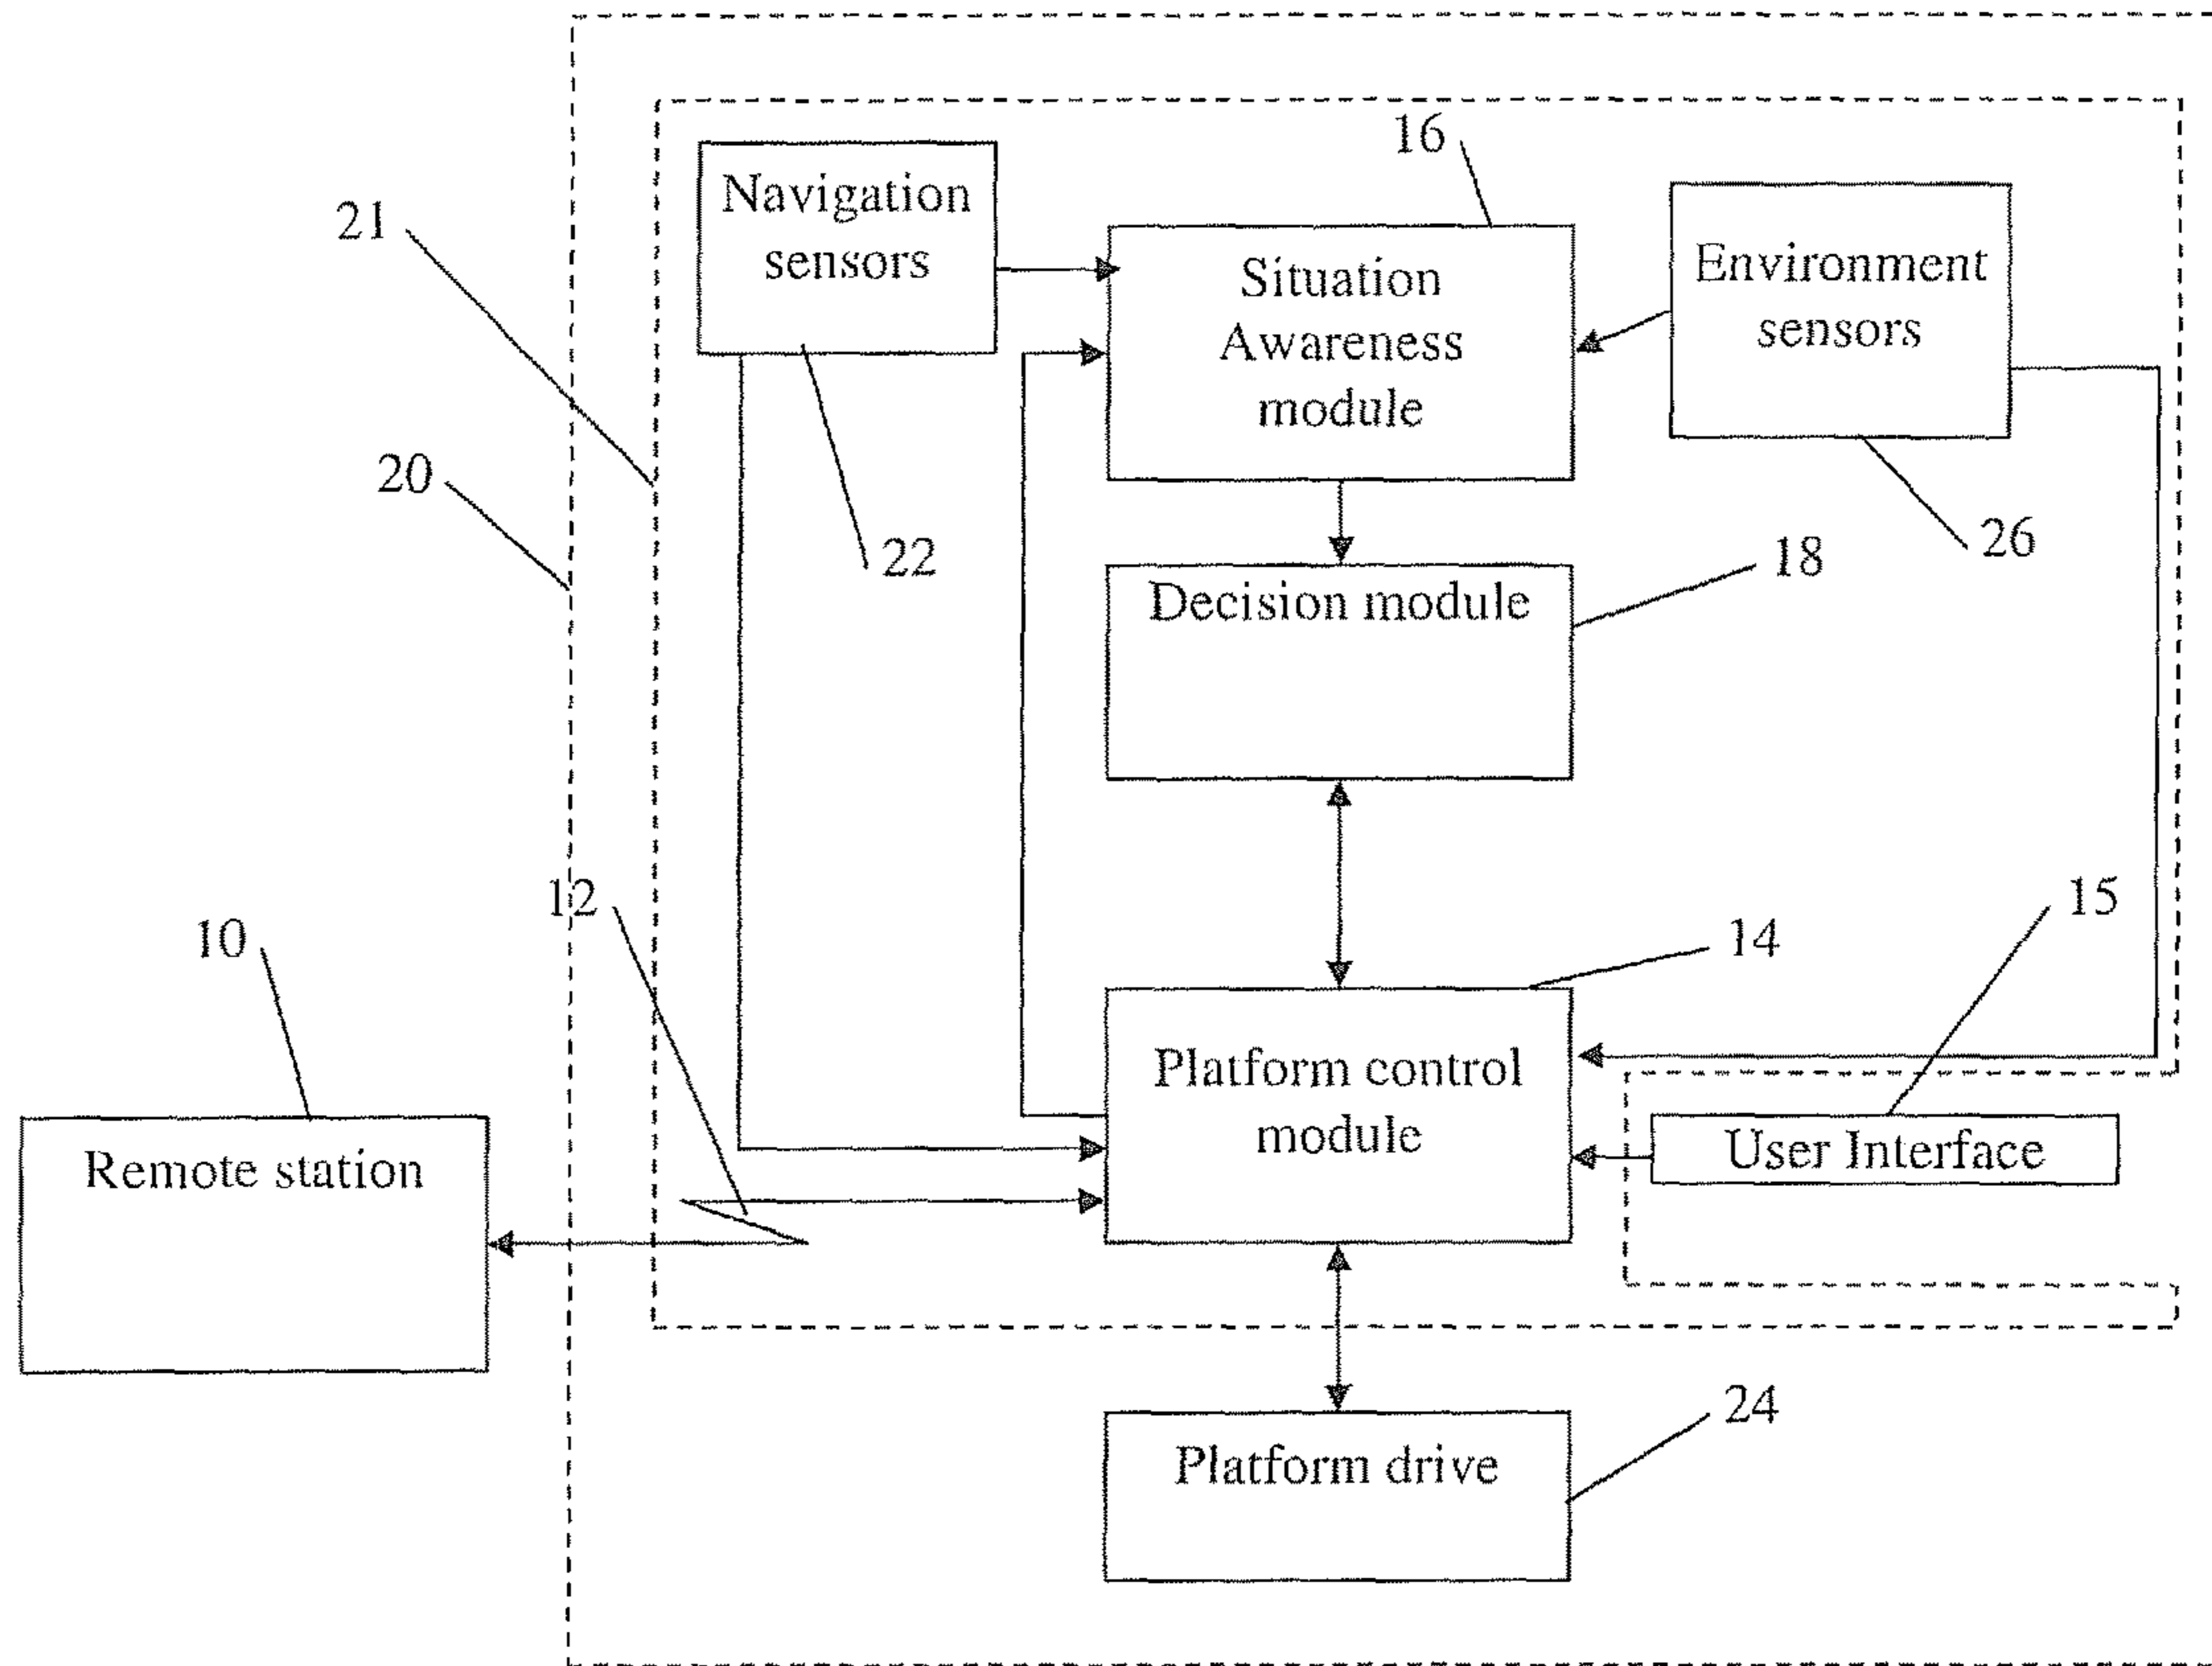 16
Navigation
sensors
21
Environment
sensors
Situation
Awareness
module
20
22
26
18
Decision module
12
15
10
14
Platform control
module
Remote station
User Interface
24
Platform drive